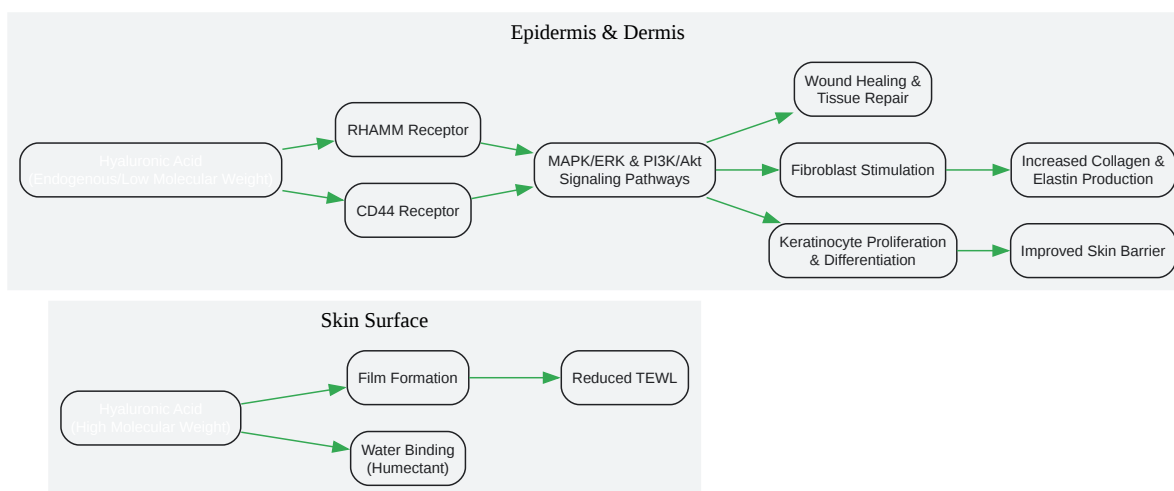 Epidermis & Dermis
Wound Healing &
Tissue Repair
RHAMM Receptor
Hyaluronic Acid
(Endogenous/Low Molecular Weight)
MAPK/ERK & PI3K/Akt
Signaling Pathways
Fibroblast Stimulation
Increased Collagen &
Elastin Production
CD44 Receptor
Keratinocyte Proliferation
& Differentiation
Improved Skin Barrier
Skin Surface
Film Formation
Reduced TEWL
Hyaluronic Acid
(High Molecular Weight)
Water Binding
(Humectant)